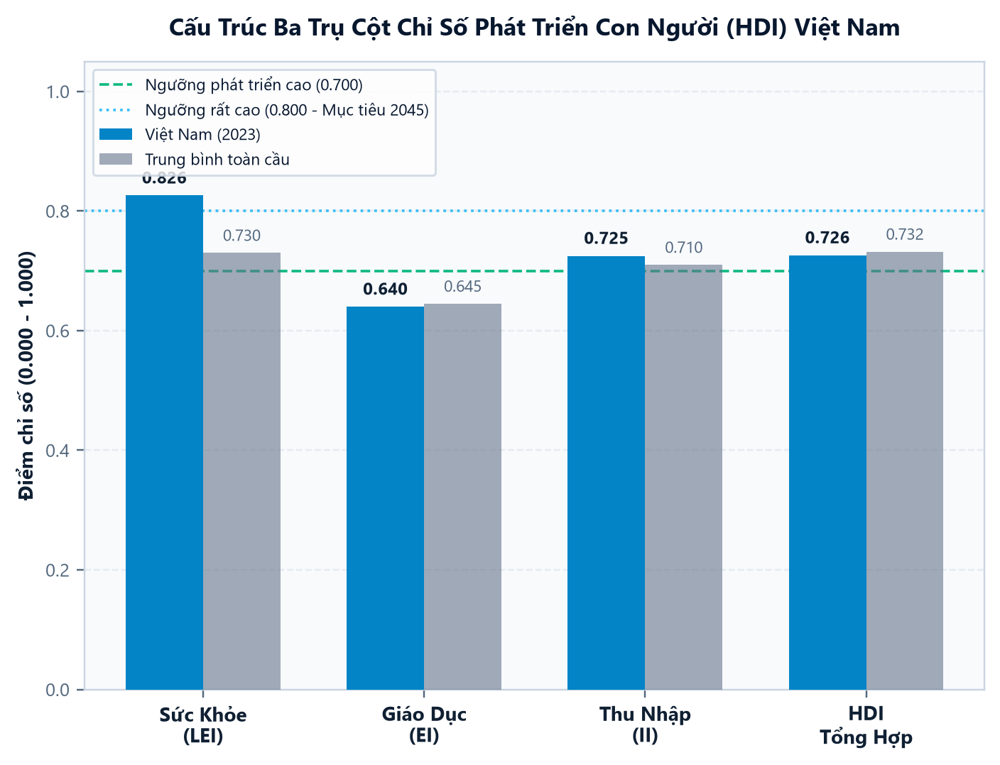 Cấu Trúc Ba Trụ Cột Chỉ Số Phát Triển Con Người (HDI) Việt Nam
Ngưỡng phát triển cao (0.700)
Ngưỡng rất cao (0.800 - Mục tiêu 2045)
Việt Nam (2023)
Trung bình toàn cầu
Điểm chỉ số (0.000 - 1.000)
1.0
0.8
0.6
0.4
0.2
0.0
0.826
0.730
0.640
0.645
0.725
0.710
0.726
0.732
Sức Khỏe
(LEI)
Giáo Dục
(EI)
Thu Nhập
(II)
HDI
Tổng Hợp